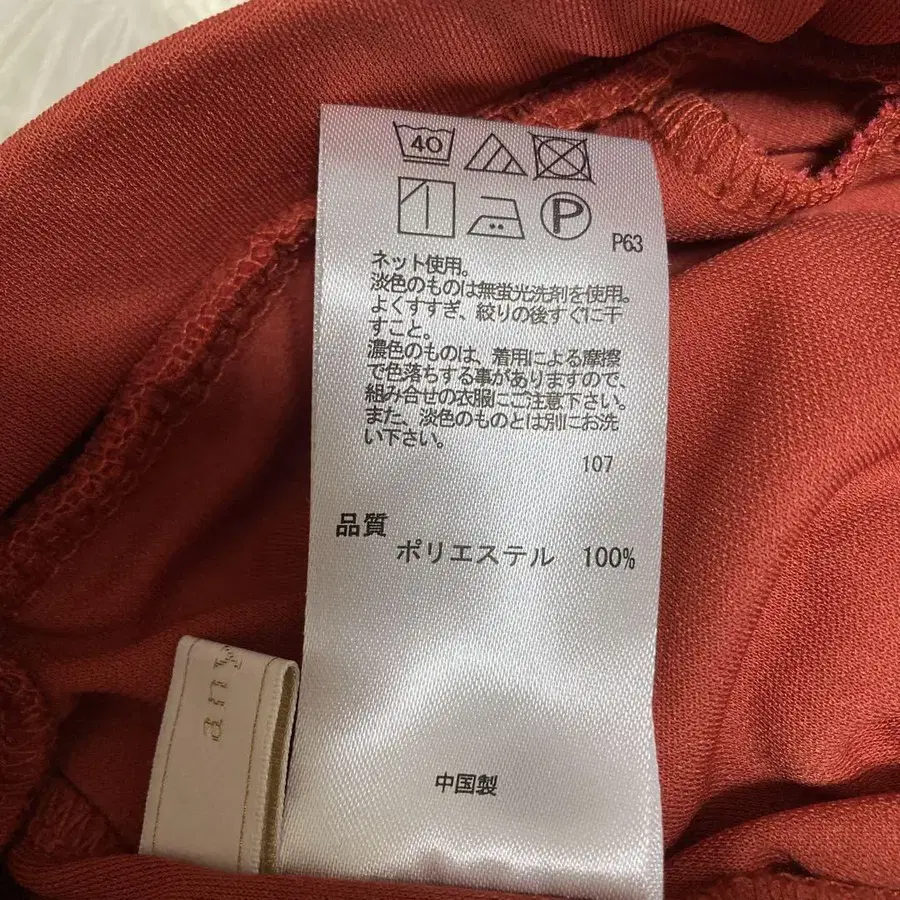 40
P
P63
ネット使用。
淡色のものは無蛍光洗剤を使用。
よくすすぎ、絞りの後すぐに干
すこと。
濃色のものは、着用による摩擦
で色落ちする事がありますので、
組み合せの衣服にご注意下さい。
また、淡色のものとは別にお洗
い下さい。
107
品質
ポリエステル 100%
中国製
any